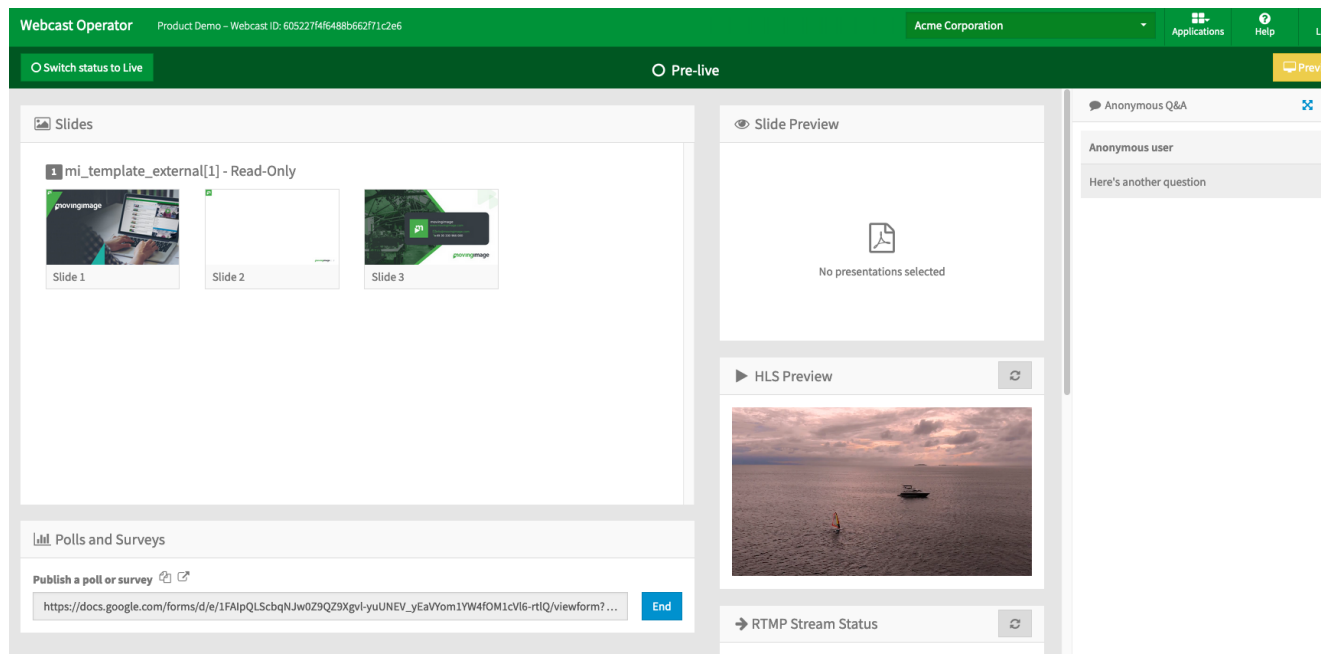 Webcast Operator
Product Demo – Webcast ID: 605227f4f6488b662f71c2e6
Acme Corporation
Applications
Help
Switch status to Live
Pre-live
Prev
Slides
1 mi_template_external[1] - Read-Only
movingimage
Slide 1
Slide 2
movingimage
Slide 3
Polls and Surveys
Publish a poll or survey
https://docs.google.com/forms/d/e/1FAIpQLScbqNJw0Z9QZ9Xgvl-yuUNEV_yEaVYom1YW4fOM1cVl6-rtlQ/viewform?...
End
Slide Preview
No presentations selected
HLS Preview
RTMP Stream Status
Anonymous Q&A
Anonymous user
Here's another question